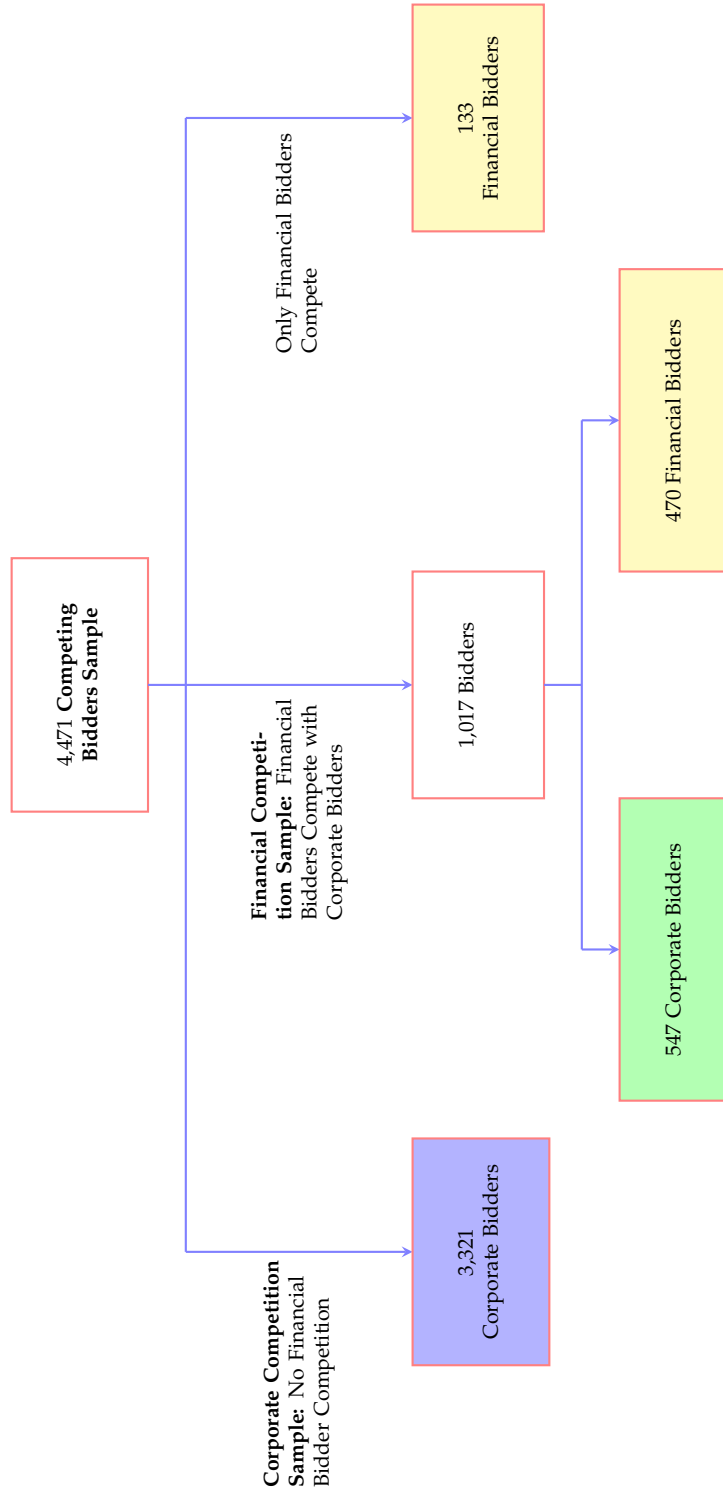 4,471 Competing
Bidders Sample
Corporate Competition
Sample: No Financial
Bidder Competition
Financial Competi-
tion Sample: Financial
Bidders Compete with
Corporate Bidders
Only Financial Bidders
Compete
3,321
Corporate Bidders
1,017 Bidders
133
Financial Bidders
547 Corporate Bidders
470 Financial Bidders